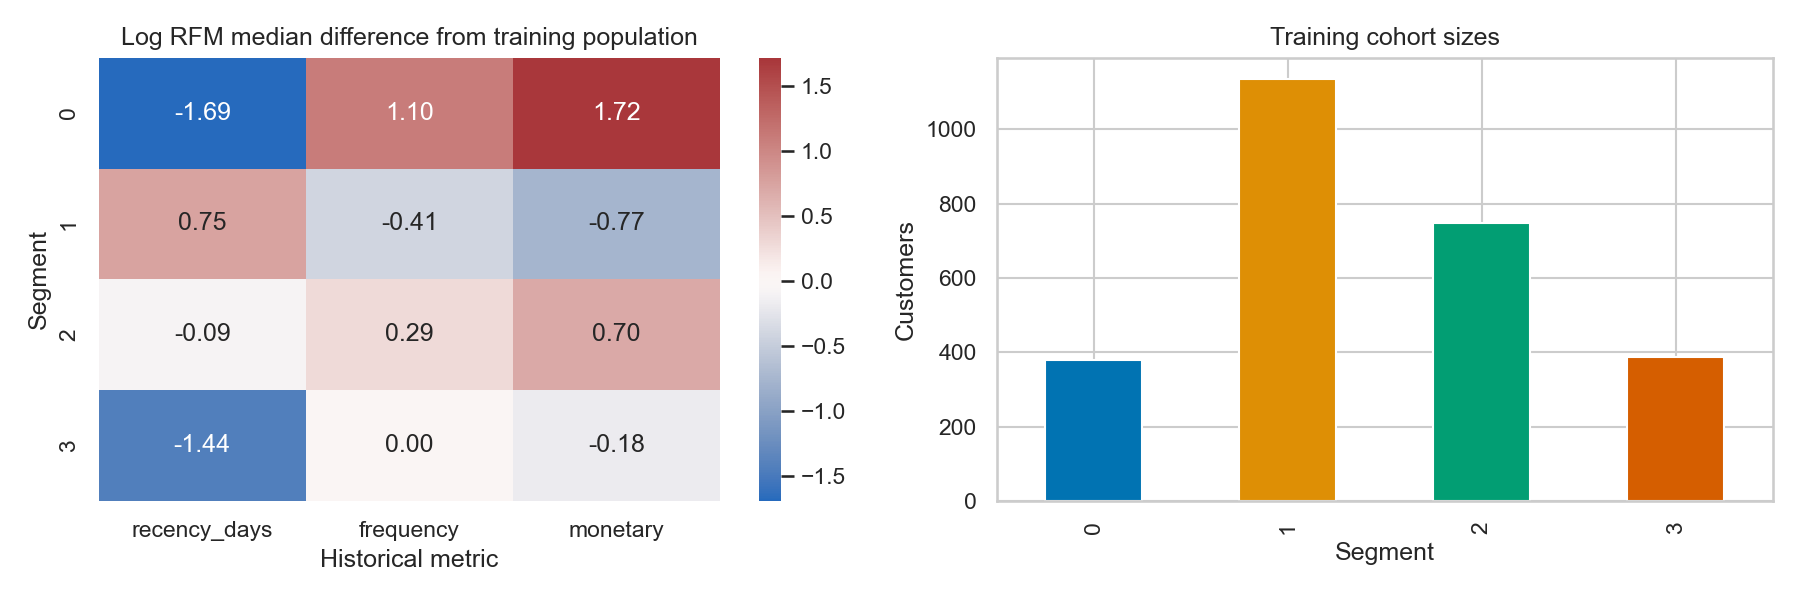 Log RFM median difference from training population
Segment
0
1
2
3
-1.69 1.10 1.72
0.75 -0.41 -0.77
-0.09 0.29 0.70
-1.44 0.00 -0.18
recency_days frequency monetary
Historical metric
1.5
1.0
0.5
0.0
−0.5
−1.0
−1.5
Training cohort sizes
Customers
1000
800
600
400
200
0
0 1 2 3
Segment